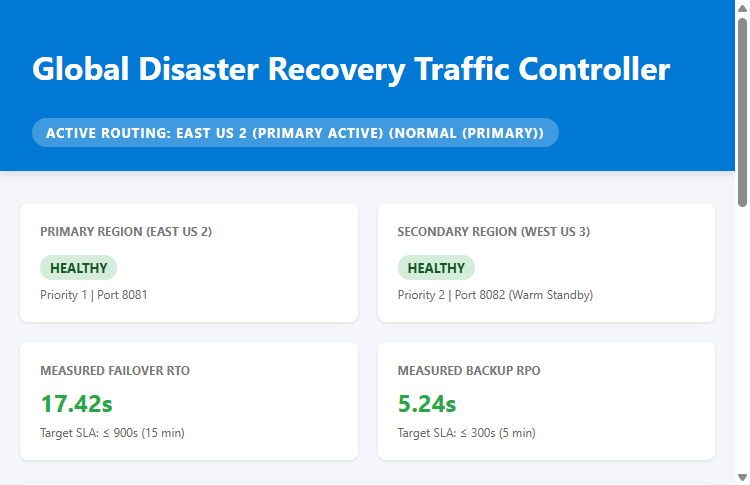 Global Disaster Recovery Traffic Controller
ACTIVE ROUTING: EAST US 2 (PRIMARY ACTIVE) (NORMAL (PRIMARY))
PRIMARY REGION (EAST US 2)
HEALTHY
Priority 1 | Port 8081
SECONDARY REGION (WEST US 3)
HEALTHY
Priority 2 | Port 8082 (Warm Standby)
MEASURED FAILOVER RTO
17.42s
Target SLA: ≤ 900s (15 min)
MEASURED BACKUP RPO
5.24s
Target SLA: ≤ 300s (5 min)